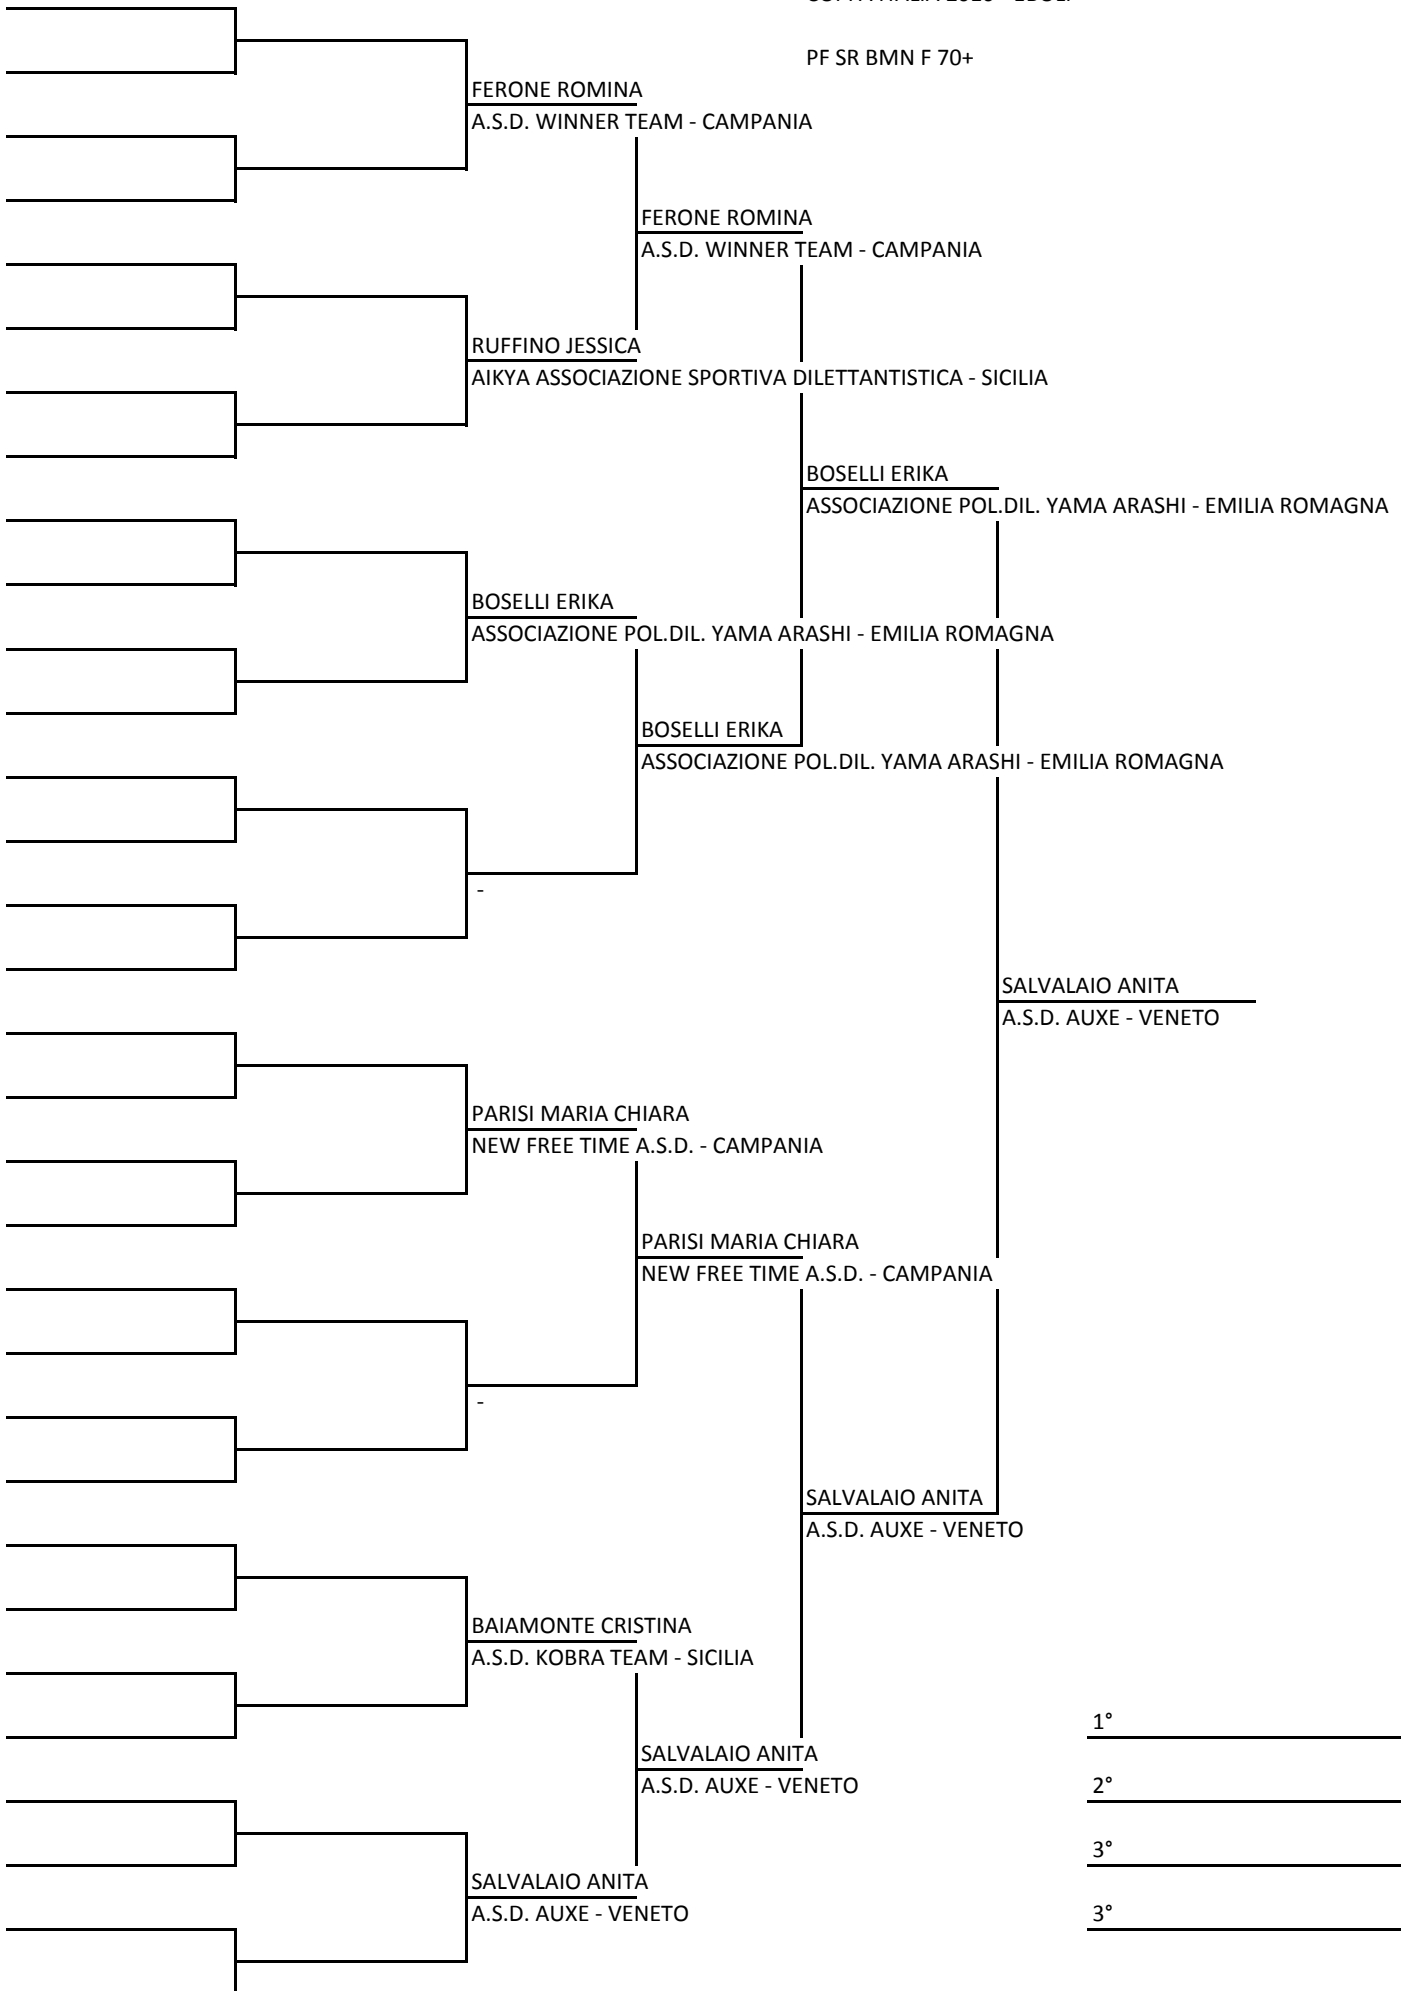 PF SR BMN F 70+
FERONE ROMINA
A.S.D. WINNER TEAM - CAMPANIA
FERONE ROMINA
A.S.D. WINNER TEAM - CAMPANIA
RUFFINO JESSICA
AIKYA ASSOCIAZIONE SPORTIVA DILETTANTISTICA - SICILIA
BOSELLI ERIKA
ASSOCIAZIONE POL.DIL. YAMA ARASHI - EMILIA ROMAGNA
BOSELLI ERIKA
ASSOCIAZIONE POL.DIL. YAMA ARASHI - EMILIA ROMAGNA
BOSELLI ERIKA
ASSOCIAZIONE POL.DIL. YAMA ARASHI - EMILIA ROMAGNA
-
SALVALAIO ANITA
A.S.D. AUXE - VENETO
PARISI MARIA CHIARA
NEW FREE TIME A.S.D. - CAMPANIA
PARISI MARIA CHIARA
NEW FREE TIME A.S.D. - CAMPANIA
-
SALVALAIO ANITA
A.S.D. AUXE - VENETO
BAIAMONTE CRISTINA
A.S.D. KOBRA TEAM - SICILIA
1°
SALVALAIO ANITA
A.S.D. AUXE - VENETO
2°
3°
SALVALAIO ANITA
A.S.D. AUXE - VENETO
3°